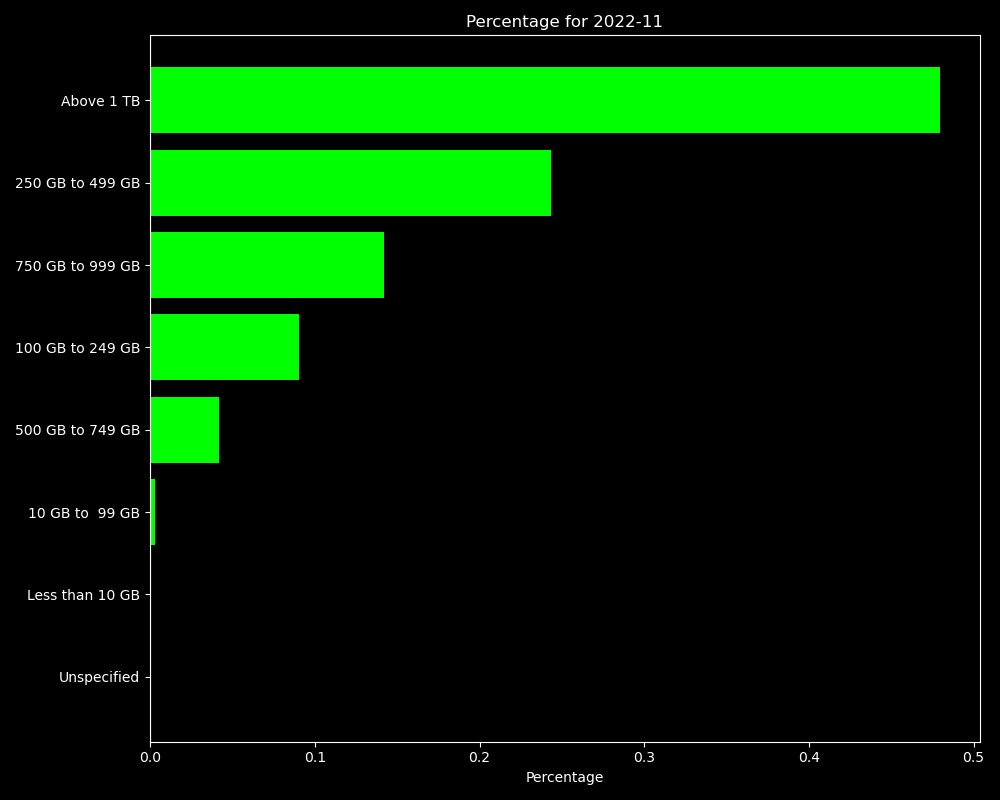 Percentage for 2022-11
Above 1 TB
250 GB to 499 GB
750 GB to 999 GB
100 GB to 249 GB
500 GB to 749 GB
10 GB to  99 GB
Less than 10 GB
Unspecified
0.0 0.1 0.2 0.3 0.4 0.5
Percentage